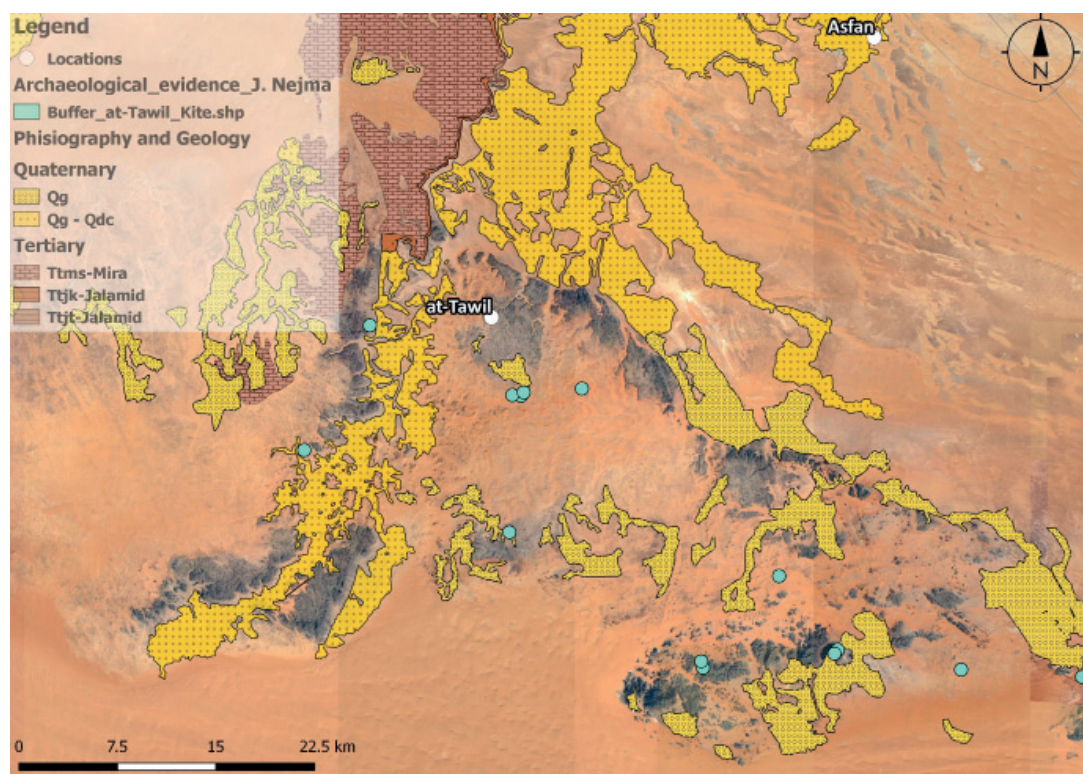 Legend
Locations
Archaeological_evidence_J. Nejma
Buffer_at-Tawil_Kite.shp
Phisiography and Geology
Quaternary
Qg
Qg - Qdc
Tertiary
Ttms-Mira
Ttjk-Jalamid
Ttjt-Jalamid
Asfan
N
at-Tawil
0 7.5 15 22.5 km